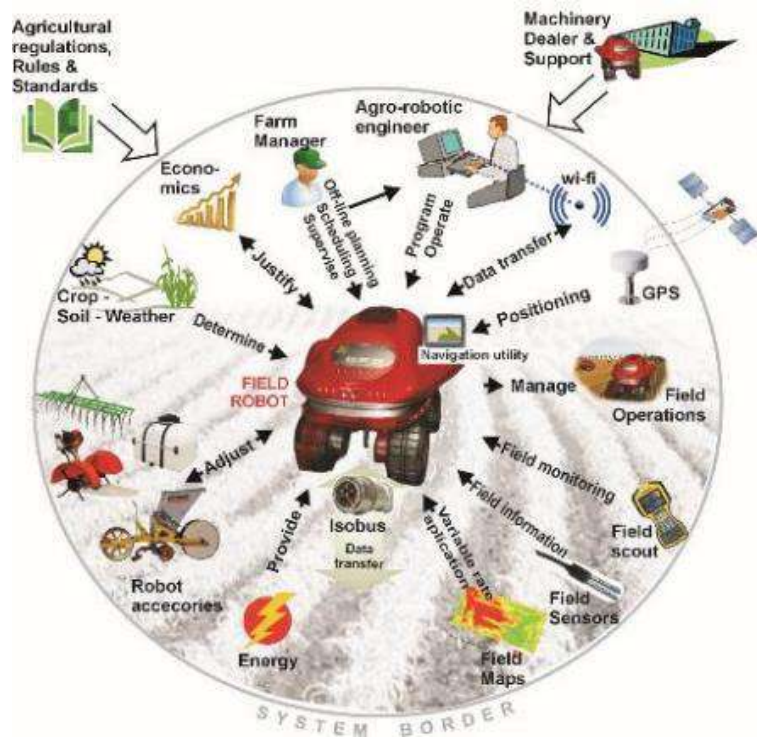 Agricultural
regulations,
Rules &
Standards
Machinery
Dealer &
Support
Farm
Manager
Agro-robotic
engineer
Econo-
mics
wi-fi
Off-line planning
Scheduling
Supervise
Program
Operate
Justify
Data transfer
Crop -
Soil - Weather
Determine
Positioning
GPS
Navigation utility
FIELD
ROBOT
Manage
Field
Operations
Adjust
Field monitoring
Field
scout
Isobus
Data
transfer
Provide
Variable rate
aplication
Field information
Robot
accecories
Energy
Field
Maps
Field
Sensors
SYSTEM BORDER